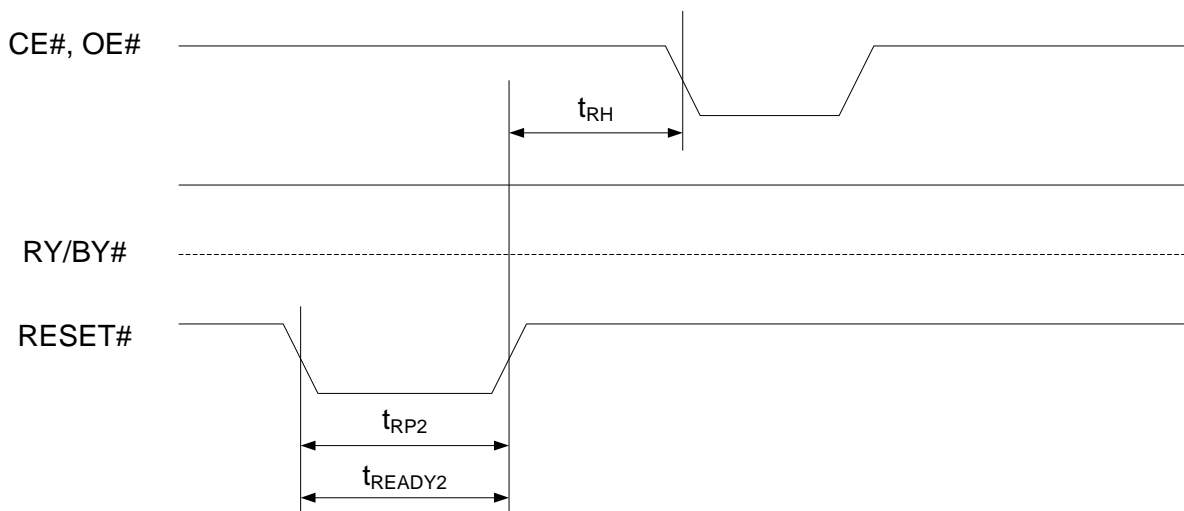 CE#, OE#
tRH
RY/BY#
RESET#
tRP2
tREADY2